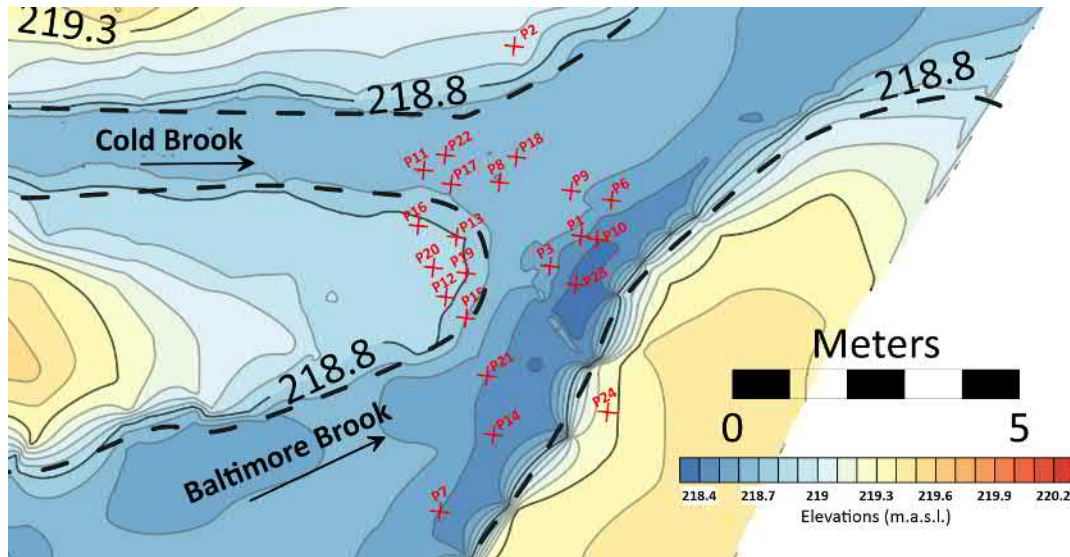 219.3
P2
218.8
218.8
Cold Brook
P22
P11
P18
P17
P8
P9
P6
P16
P13
P1
P10
P3
P20
P19
P23
P12
P15
218.8
P21
P24
P14
Baltimore Brook
P7
Meters
0 5
218.4 218.7 219 219.3 219.6 219.9 220.2
Elevations (m.a.s.l.)